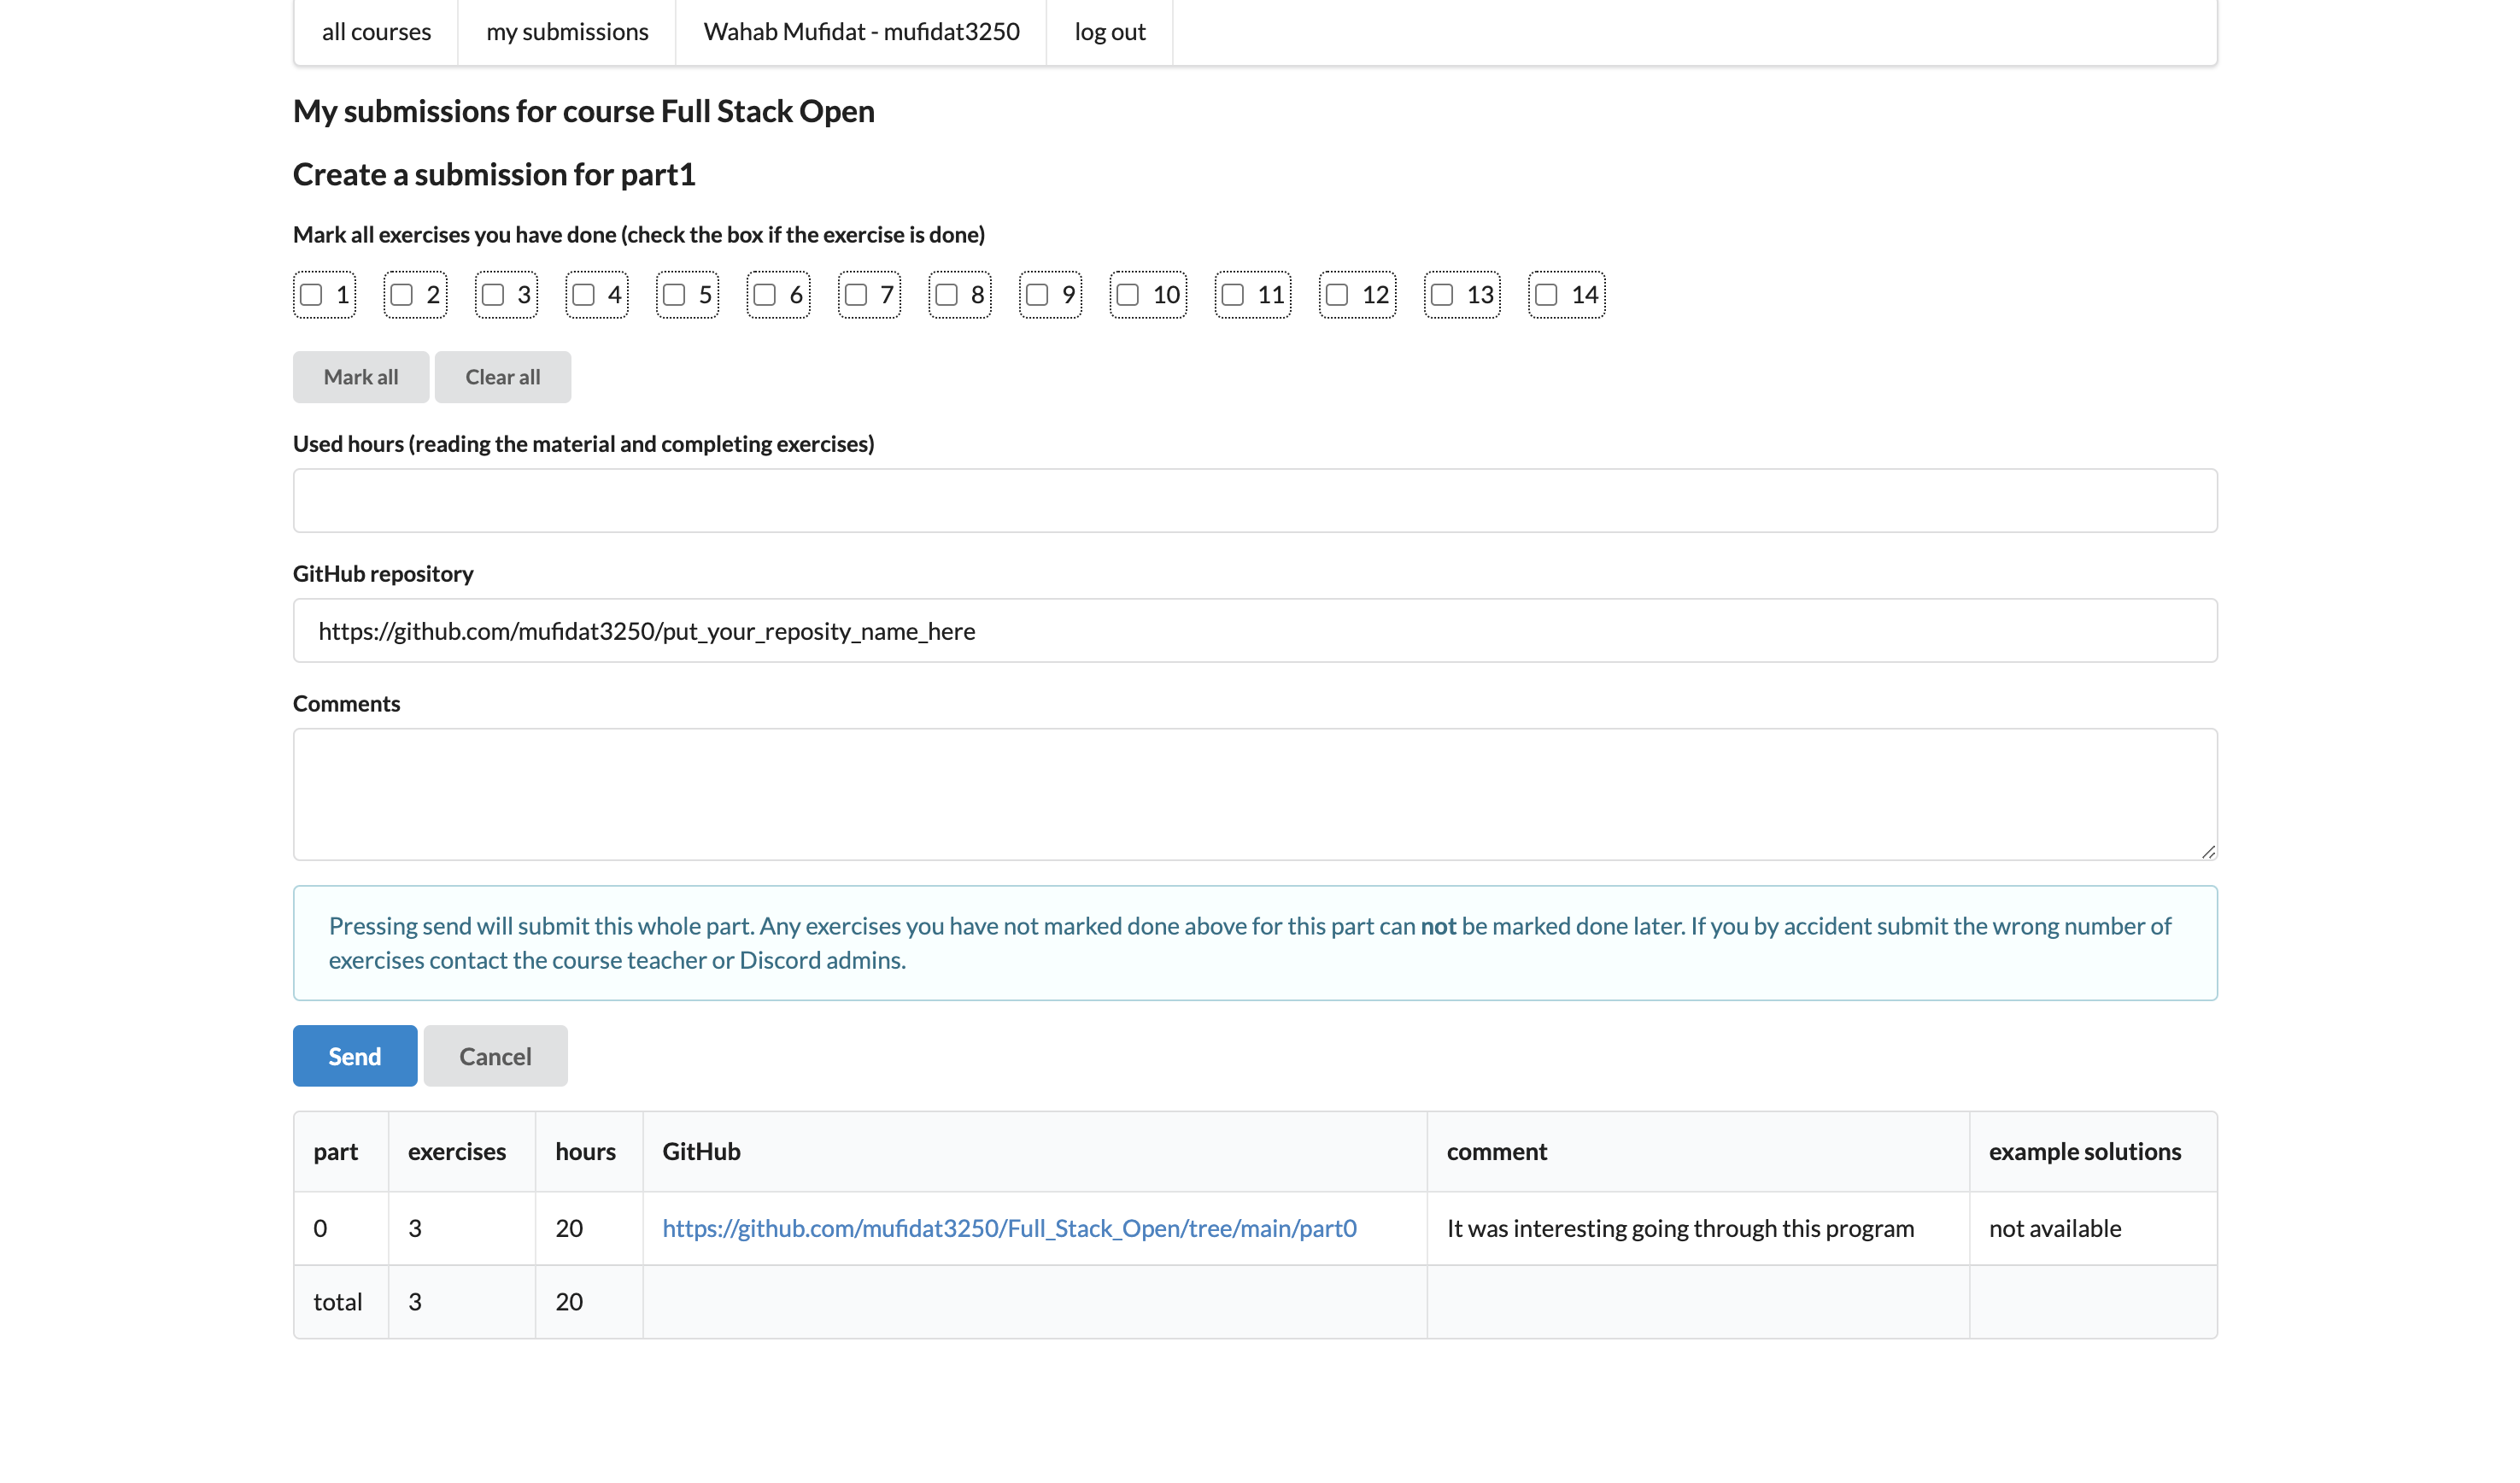 all courses my submissions Wahab Mufidat - mufidat3250 log out
My submissions for course Full Stack Open
Create a submission for part1
Mark all exercises you have done (check the box if the exercise is done)
1 2 3 4 5 6 7 8 9 10 11 12 13 14
Mark all Clear all
Used hours (reading the material and completing exercises)
GitHub repository
https://github.com/mufidat3250/put_your_reposity_name_here
Comments
Pressing send will submit this whole part. Any exercises you have not marked done above for this part can not be marked done later. If you by accident submit the wrong number of
exercises contact the course teacher or Discord admins.
Send Cancel
part exercises hours GitHub comment example solutions
0 3 20 https://github.com/mufidat3250/Full_Stack_Open/tree/main/part0 It was interesting going through this program not available
total 3 20